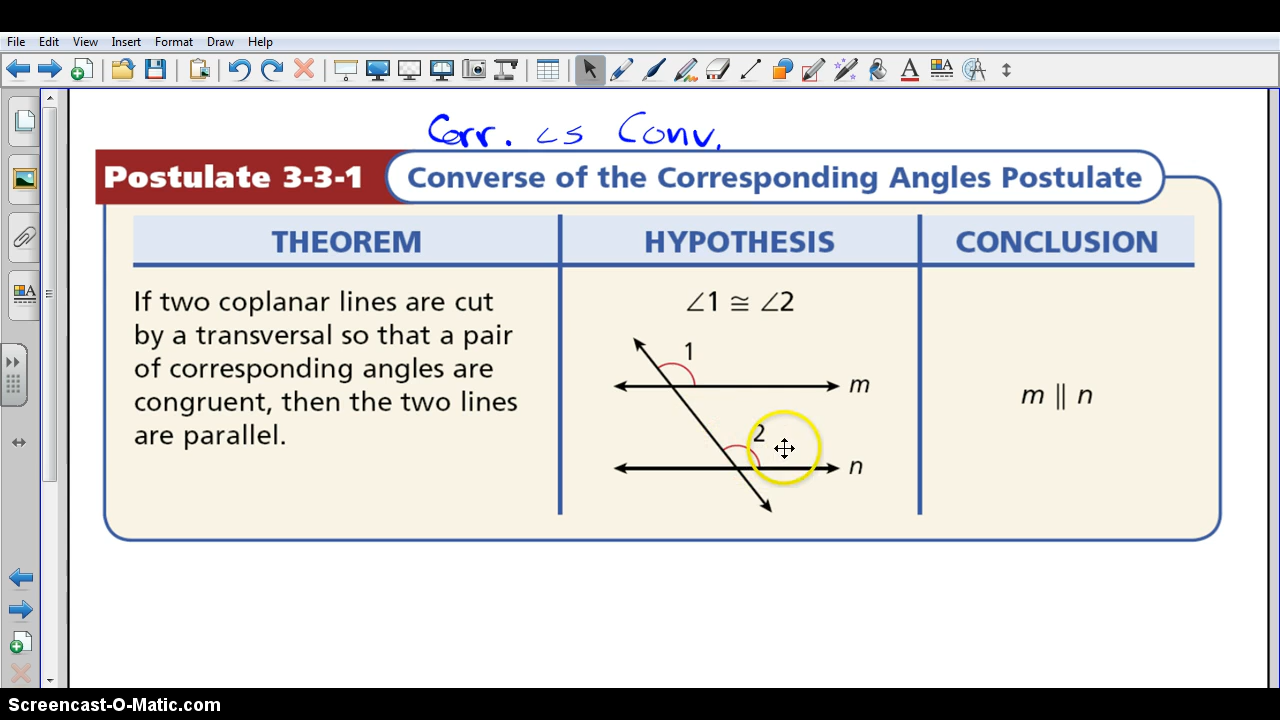 File Edit View Insert Format Draw Help
Corr. ∠s Conv.
Postulate 3-3-1 Converse of the Corresponding Angles Postulate
THEOREM HYPOTHESIS CONCLUSION
If two coplanar lines are cut
by a transversal so that a pair
of corresponding angles are
congruent, then the two lines
are parallel.
∠1 ≅ ∠2
1
m
2
n
m ∥ n
Screencast-O-Matic.com